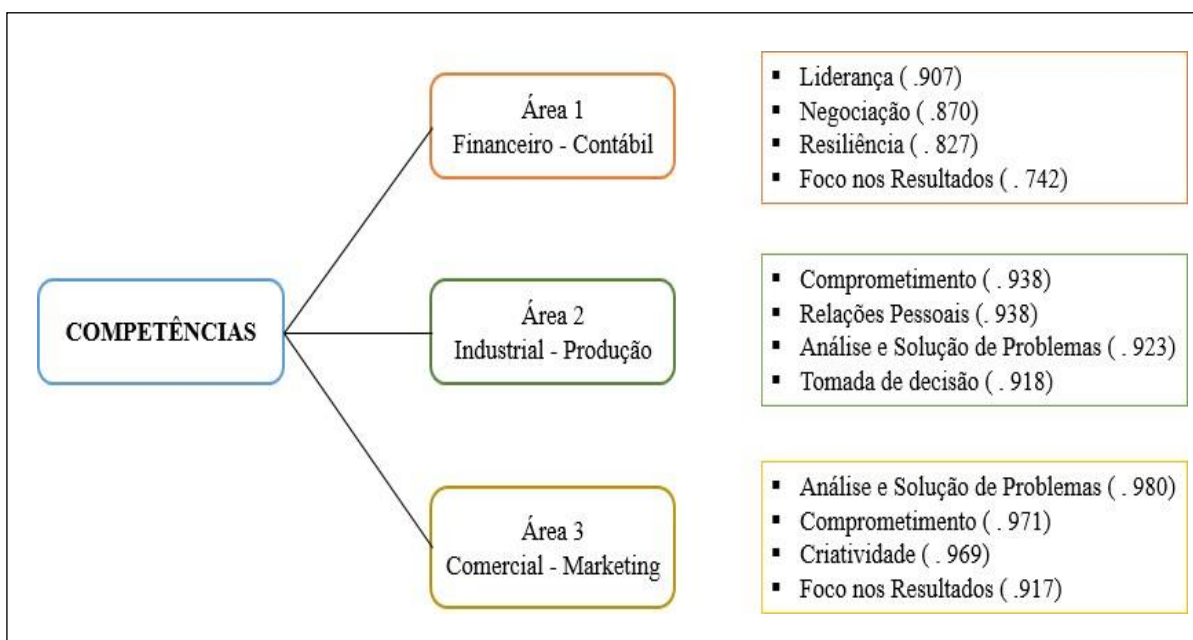 COMPETÊNCIAS
Área 1
Financeiro - Contábil
▪ Liderança ( .907)
▪ Negociação ( .870)
▪ Resiliência ( .827)
▪ Foco nos Resultados ( . 742)
Área 2
Industrial - Produção
▪ Comprometimento ( . 938)
▪ Relações Pessoais ( . 938)
▪ Análise e Solução de Problemas ( . 923)
▪ Tomada de decisão ( . 918)
Área 3
Comercial - Marketing
▪ Análise e Solução de Problemas ( . 980)
▪ Comprometimento ( . 971)
▪ Criatividade ( . 969)
▪ Foco nos Resultados ( .917)